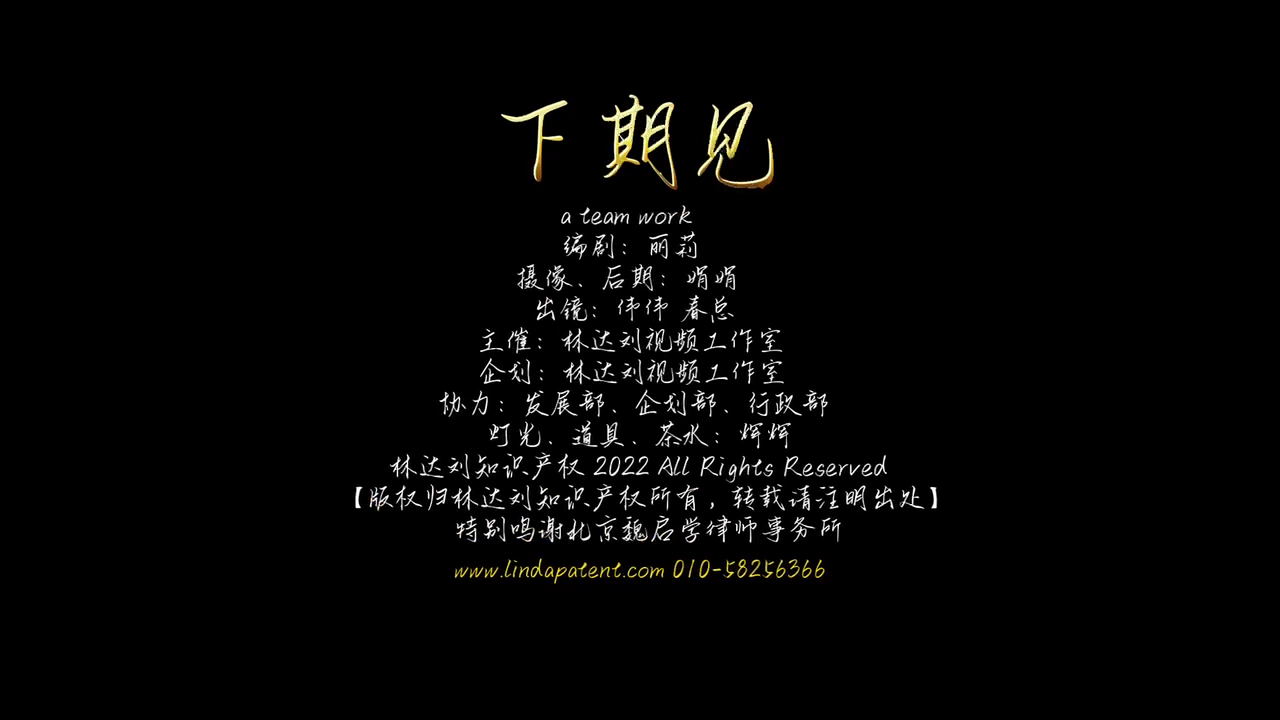 下期见
a team work
编剧：丽莉
摄像、后期：娟娟
出镜：伟伟 春总
主催：林达刘视频工作室
企划：林达刘视频工作室
协力：发展部、企划部、行政部
灯光、道具、茶水：辉辉
林达刘知识产权 2022 All Rights Reserved
【版权归林达刘知识产权所有，转载请注明出处】
特别鸣谢北京魏启学律师事务所
www.lindapatent.com 010-58256366